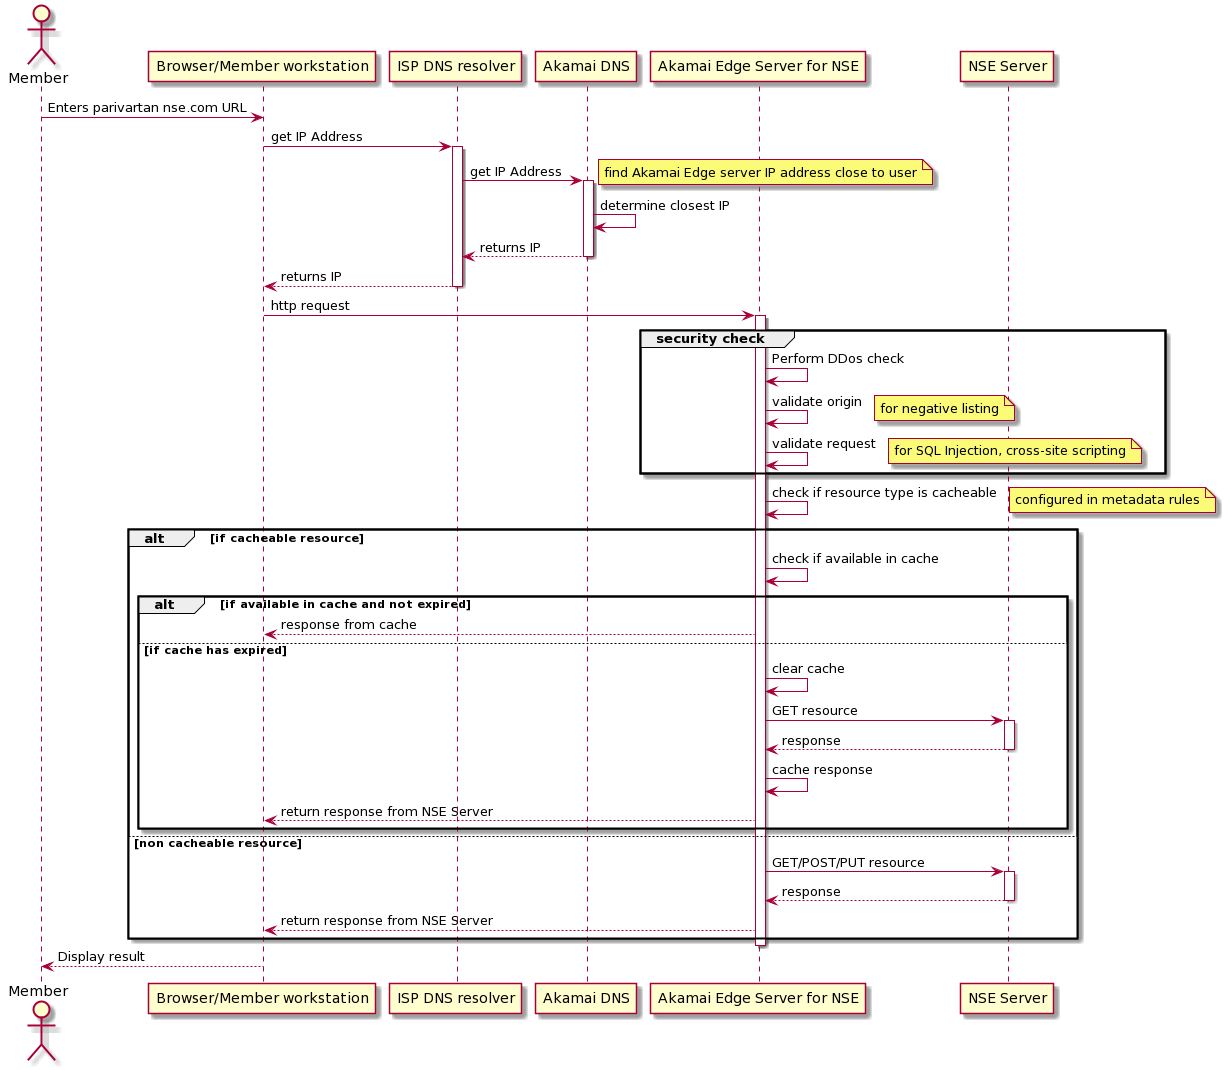 Member
Browser/Member workstation
ISP DNS resolver
Akamai DNS
Akamai Edge Server for NSE
NSE Server
Enters parivartan nse.com URL
get IP Address
get IP Address
find Akamai Edge server IP address close to user
determine closest IP
returns IP
returns IP
http request
security check
Perform DDos check
validate origin
for negative listing
validate request
for SQL Injection, cross-site scripting
check if resource type is cacheable
configured in metadata rules
alt
[if cacheable resource]
check if available in cache
alt
[if available in cache and not expired]
response from cache
[if cache has expired]
clear cache
GET resource
response
cache response
return response from NSE Server
[non cacheable resource]
GET/POST/PUT resource
response
return response from NSE Server
Display result
Member
Browser/Member workstation
ISP DNS resolver
Akamai DNS
Akamai Edge Server for NSE
NSE Server